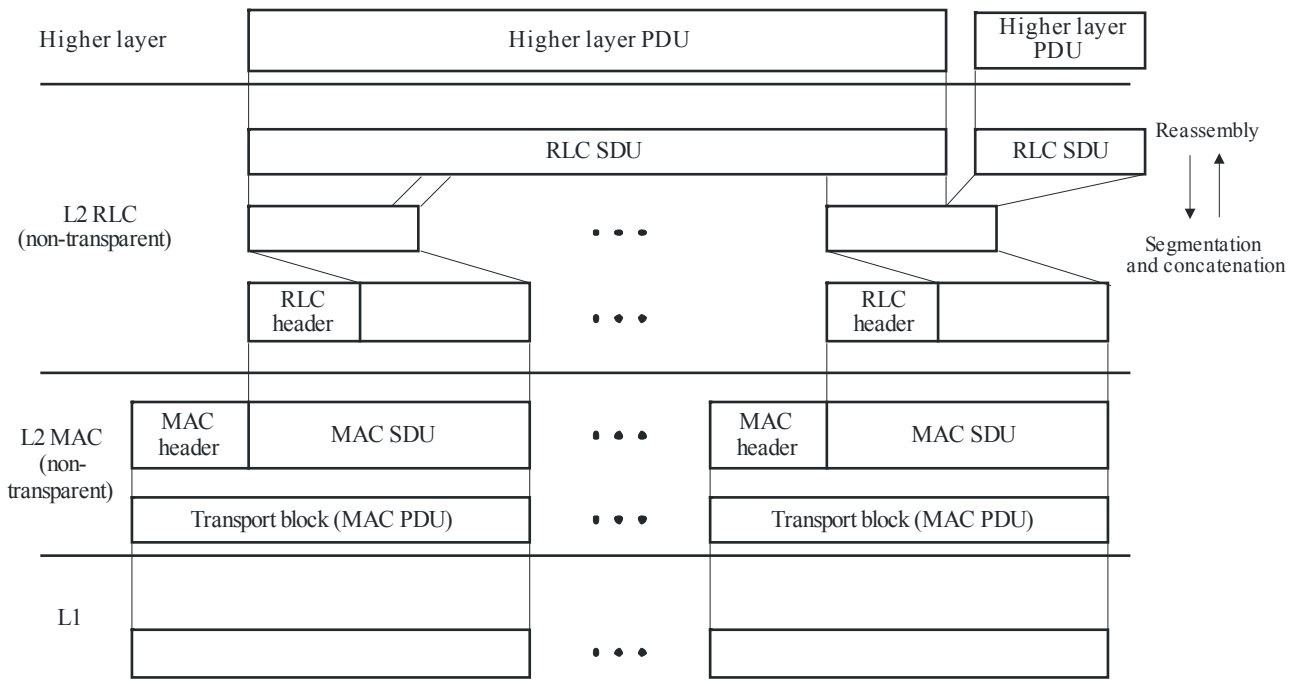 Higher layer
Higher layer PDU
Higher layer
PDU
RLC SDU
RLC SDU
Reassembly
L2 RLC
(non-transparent)
Segmentation
and concatenation
RLC
header
RLC
header
L2 MAC
(non-
transparent)
MAC
header
MAC SDU
MAC
header
MAC SDU
Transport block (MAC PDU)
Transport block (MAC PDU)
L1